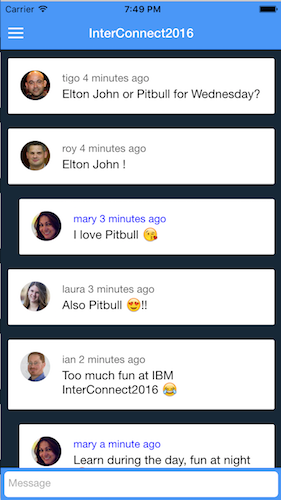 Carrier 7:49 PM
InterConnect2016
tigo 4 minutes ago
Elton John or Pitbull for Wednesday?
roy 4 minutes ago
Elton John !
mary 3 minutes ago
I love Pitbull 😘
laura 3 minutes ago
Also Pitbull 😍!!
ian 2 minutes ago
Too much fun at IBM
InterConnect2016 😂
mary a minute ago
Learn during the day, fun at night
Message